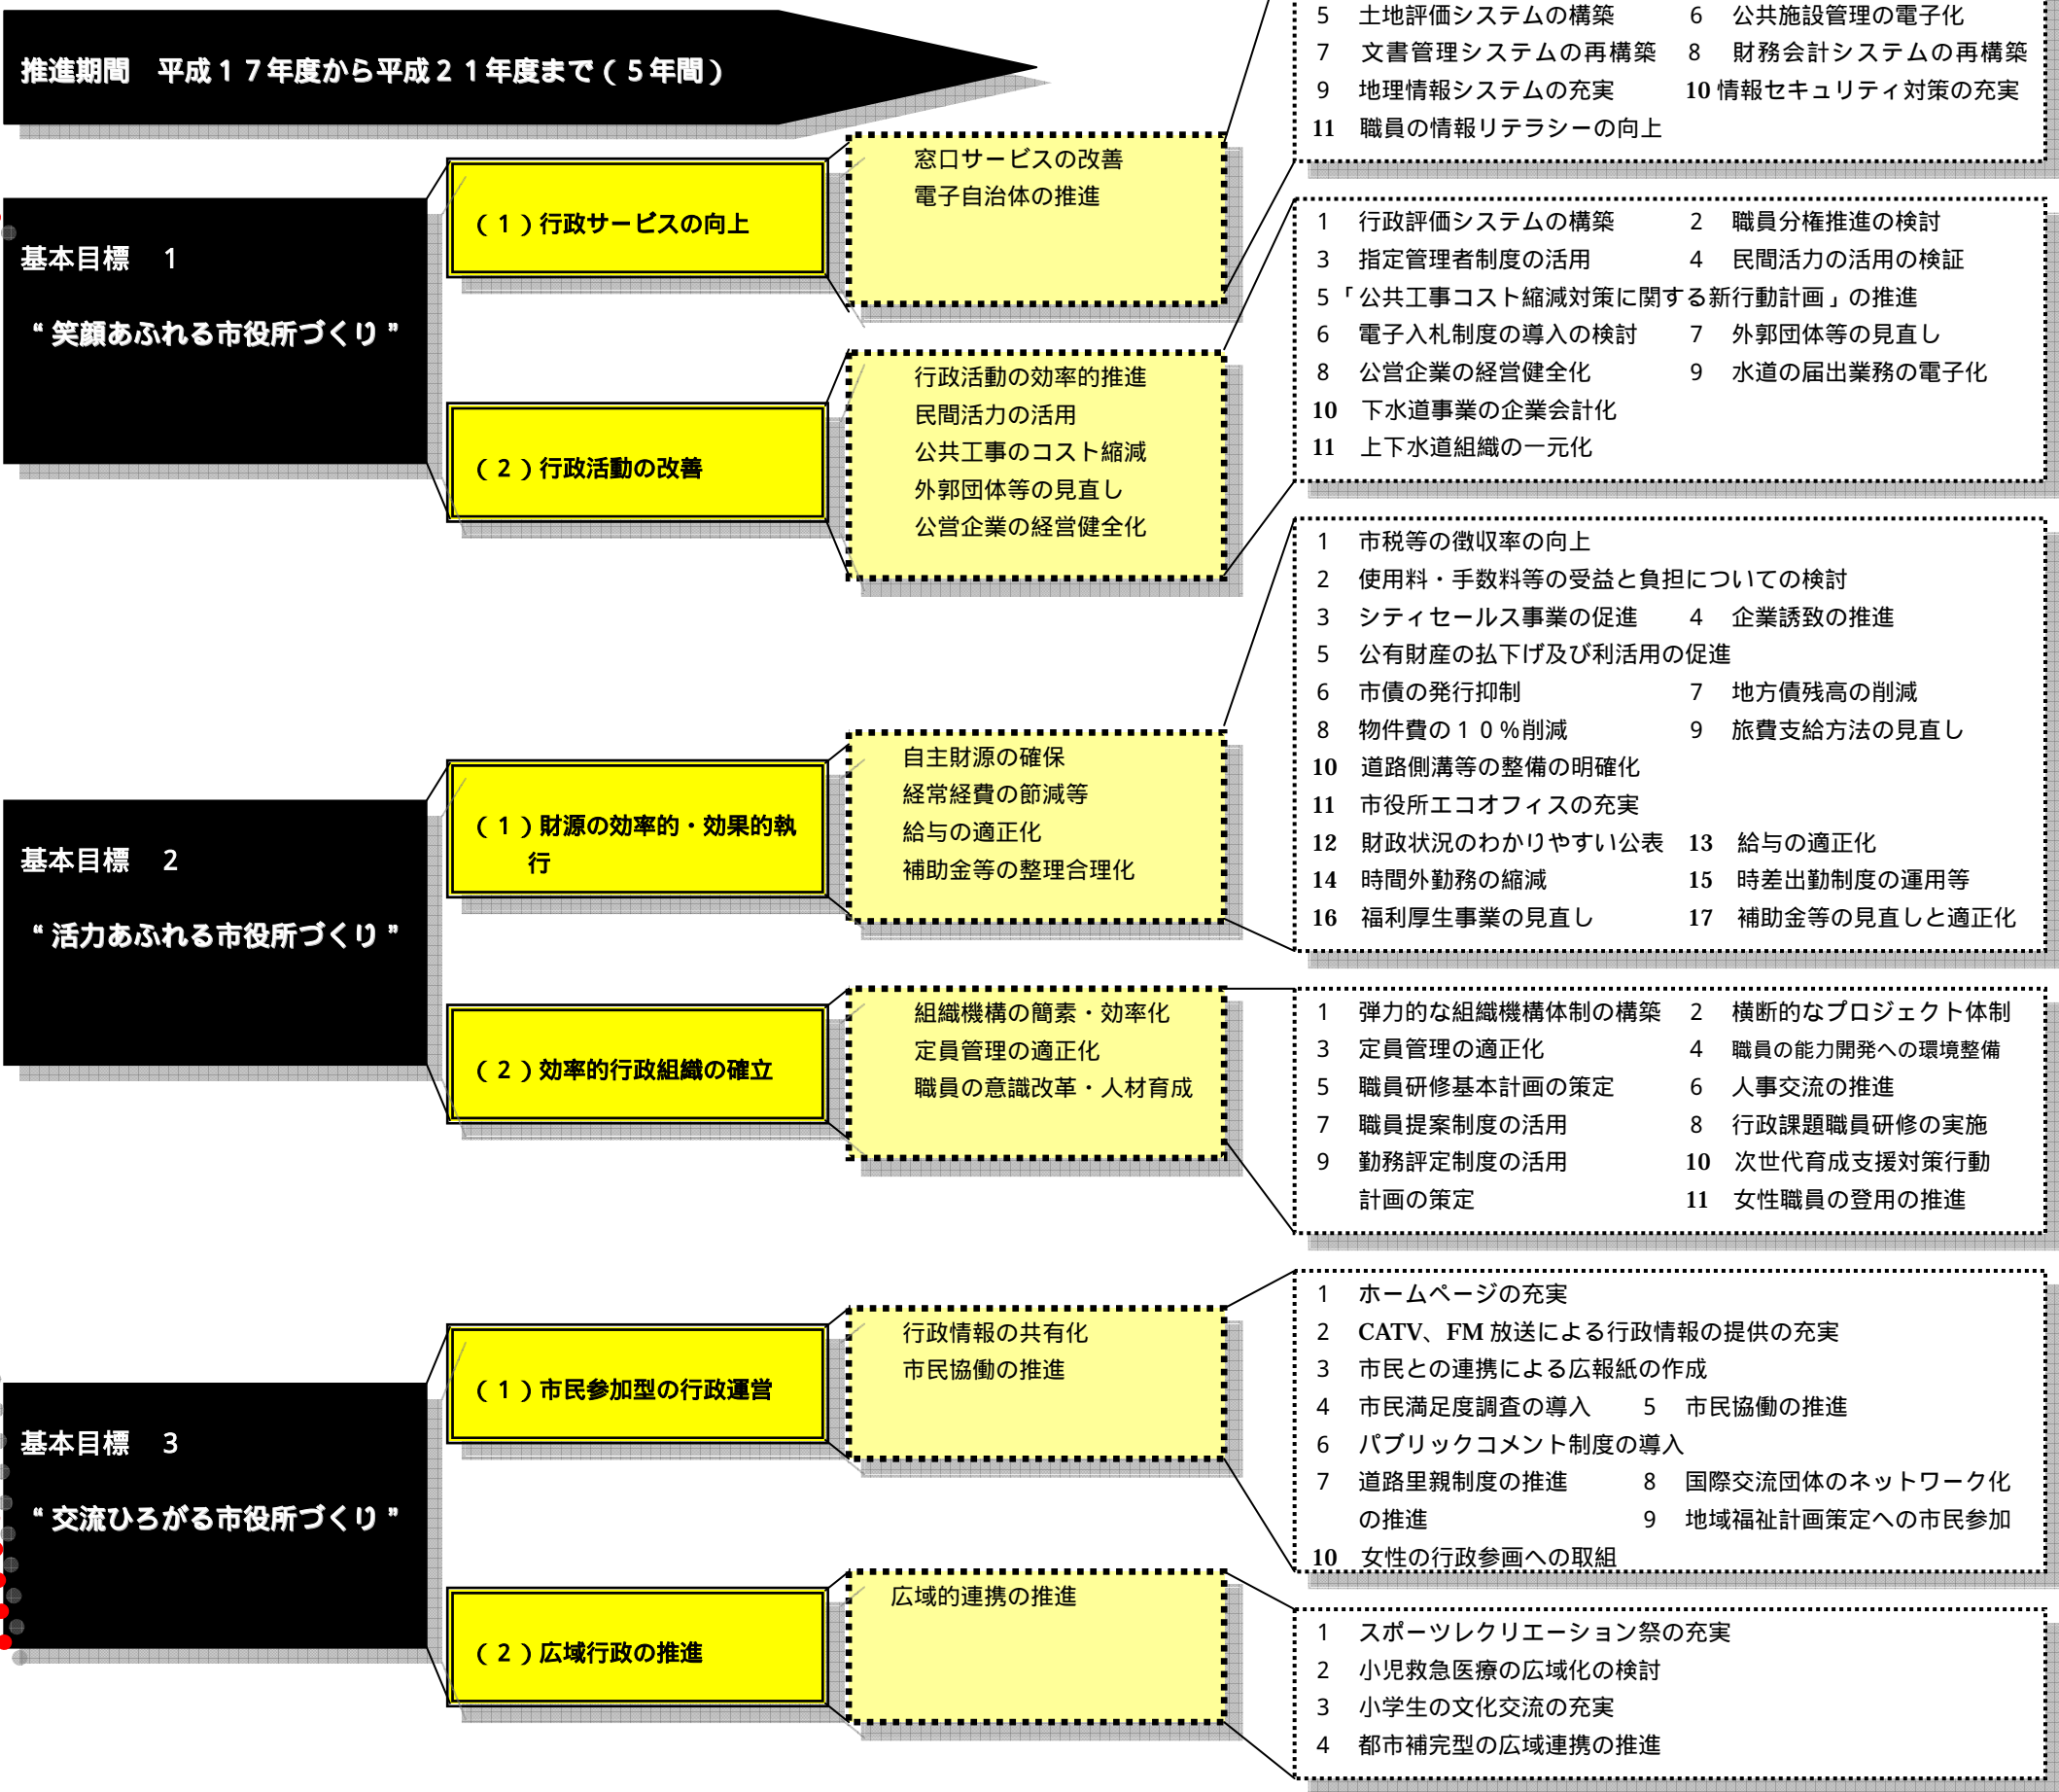 推進期間　平成１７年度から平成２１年度まで（５年間）
5　土地評価システムの構築　6　公共施設管理の電子化
7　文書管理システムの再構築　8　財務会計システムの再構築
9　地理情報システムの充実　10 情報セキュリティ対策の充実
11　職員の情報リテラシーの向上
基本目標　1
“笑顔あふれる市役所づくり”
（１）行政サービスの向上
窓口サービスの改善
電子自治体の推進
（２）行政活動の改善
行政活動の効率的推進
民間活力の活用
公共工事のコスト縮減
外郭団体等の見直し
公営企業の経営健全化
1　行政評価システムの構築　2　職員分権推進の検討
3　指定管理者制度の活用　4　民間活力の活用の検証
5「公共工事コスト縮減対策に関する新行動計画」の推進
6　電子入札制度の導入の検討　7　外郭団体等の見直し
8　公営企業の経営健全化　9　水道の届出業務の電子化
10　下水道事業の企業会計化
11　上下水道組織の一元化
基本目標　2
“活力あふれる市役所づくり”
（１）財源の効率的・効果的執
行
自主財源の確保
経常経費の節減等
給与の適正化
補助金等の整理合理化
1　市税等の徴収率の向上
2　使用料・手数料等の受益と負担についての検討
3　シティセールス事業の促進　4　企業誘致の推進
5　公有財産の払下げ及び利活用の促進
6　市債の発行抑制　7　地方債残高の削減
8　物件費の１０％削減　9　旅費支給方法の見直し
10　道路側溝等の整備の明確化
11　市役所エコオフィスの充実
12　財政状況のわかりやすい公表　13　給与の適正化
14　時間外勤務の縮減　15　時差出勤制度の運用等
16　福利厚生事業の見直し　17　補助金等の見直しと適正化
（２）効率的行政組織の確立
組織機構の簡素・効率化
定員管理の適正化
職員の意識改革・人材育成
1　弾力的な組織機構体制の構築　2　横断的なプロジェクト体制
3　定員管理の適正化　4　職員の能力開発への環境整備
5　職員研修基本計画の策定　6　人事交流の推進
7　職員提案制度の活用　8　行政課題職員研修の実施
9　勤務評定制度の活用　10　次世代育成支援対策行動
計画の策定　11　女性職員の登用の推進
基本目標　3
“交流ひろがる市役所づくり”
（１）市民参加型の行政運営
行政情報の共有化
市民協働の推進
1　ホームページの充実
2　CATV、FM 放送による行政情報の提供の充実
3　市民との連携による広報紙の作成
4　市民満足度調査の導入　5　市民協働の推進
6　パブリックコメント制度の導入
7　道路里親制度の推進　8　国際交流団体のネットワーク化
の推進　9　地域福祉計画策定への市民参加
10　女性の行政参画への取組
（２）広域行政の推進
広域的連携の推進
1　スポーツレクリエーション祭の充実
2　小児救急医療の広域化の検討
3　小学生の文化交流の充実
4　都市補完型の広域連携の推進